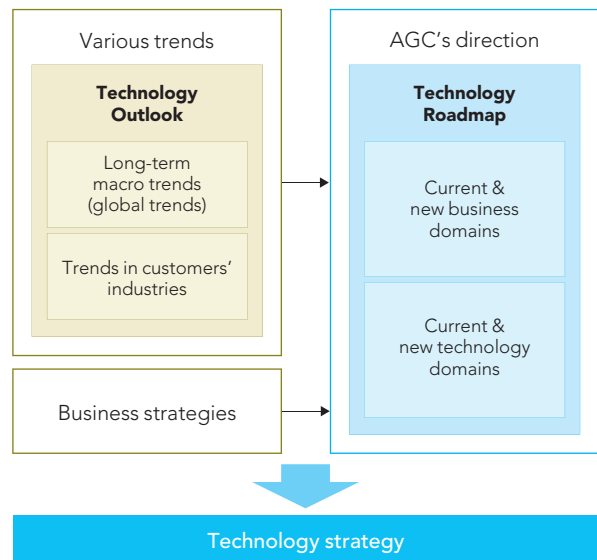 Various trends
Technology
Outlook
Long-term
macro trends
(global trends)
Trends in customers’
industries
Business strategies
AGC’s direction
Technology
Roadmap
Current &
new business
domains
Current &
new technology
domains
Technology strategy